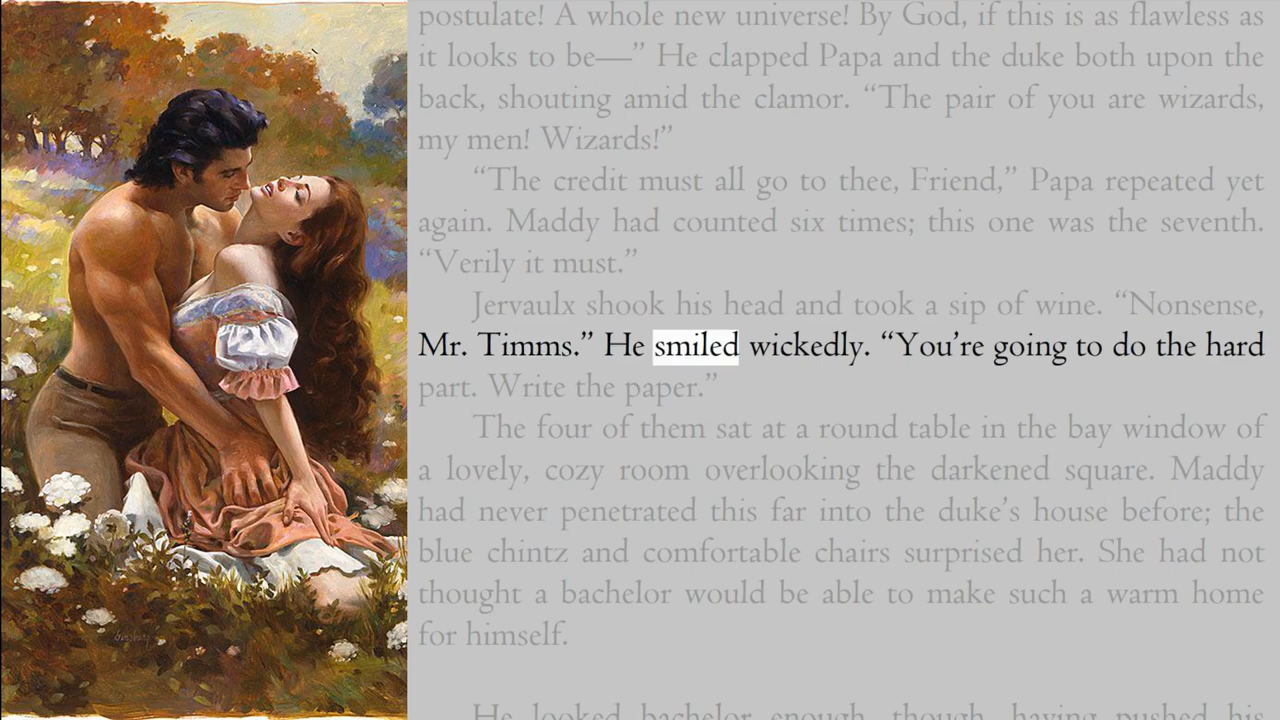 postulate! A whole new universe! By God, if this is as flawless as
it looks to be—” He clapped Papa and the duke both upon the
back, shouting amid the clamor. “The pair of you are wizards,
my men! Wizards!”
“The credit must all go to thee, Friend,” Papa repeated yet
again. Maddy had counted six times; this one was the seventh.
“Verily it must.”
Jervaulx shook his head and took a sip of wine. “Nonsense,
Mr. Timms.” He smiled wickedly. “You’re going to do the hard
part. Write the paper.”
The four of them sat at a round table in the bay window of
a lovely, cozy room overlooking the darkened square. Maddy
had never penetrated this far into the duke’s house before; the
blue chintz and comfortable chairs surprised her. She had not
thought a bachelor would be able to make such a warm home
for himself.
He looked bachelor enough, though, having pushed his